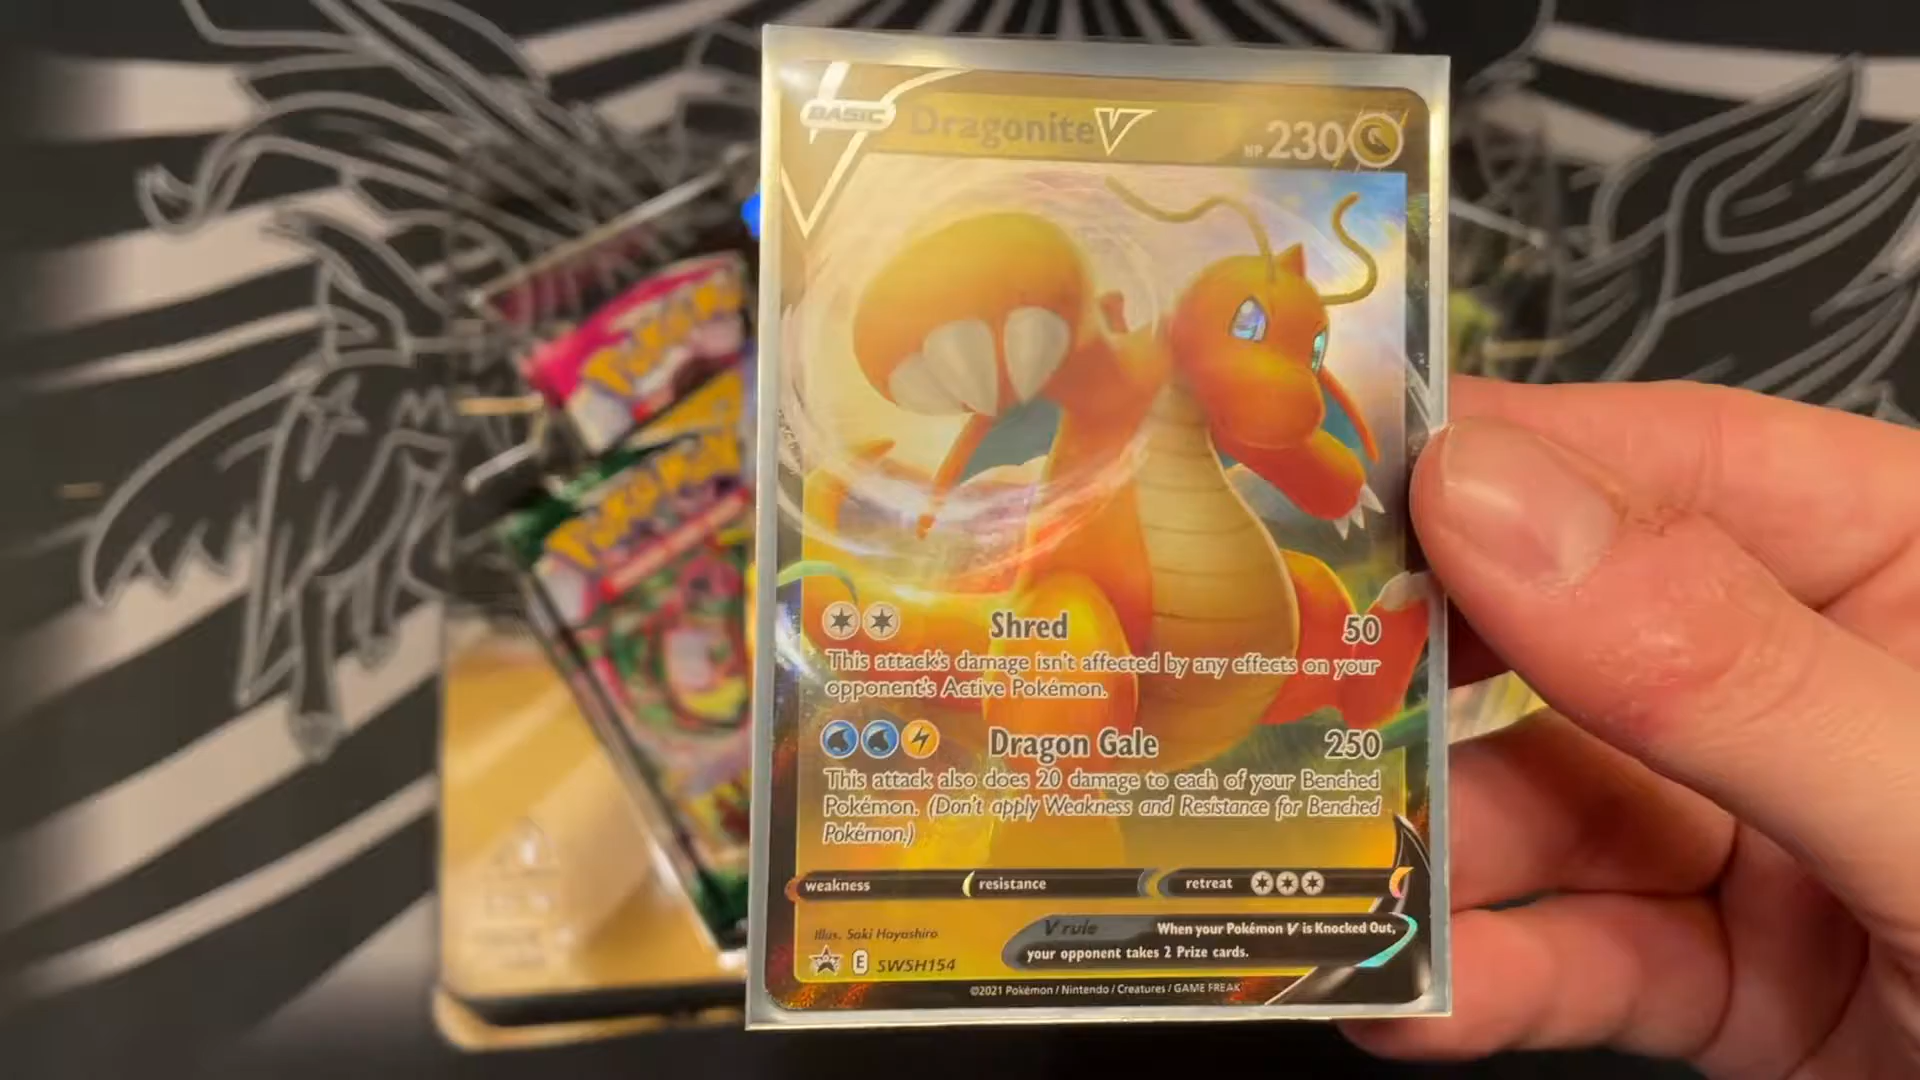 BASIC
Dragonite V
HP 230
Shred 50
This attack's damage isn't affected by any effects on your
opponent's Active Pokémon.
Dragon Gale 250
This attack also does 20 damage to each of your Benched
Pokémon. (Don't apply Weakness and Resistance for Benched
Pokémon.)
weakness resistance retreat
Illus. Saki Hayashiro
V rule When your Pokémon V is Knocked Out,
your opponent takes 2 Prize cards.
E SWSH154
©2021 Pokémon / Nintendo / Creatures / GAME FREAK
POKÉMON
POKÉMON